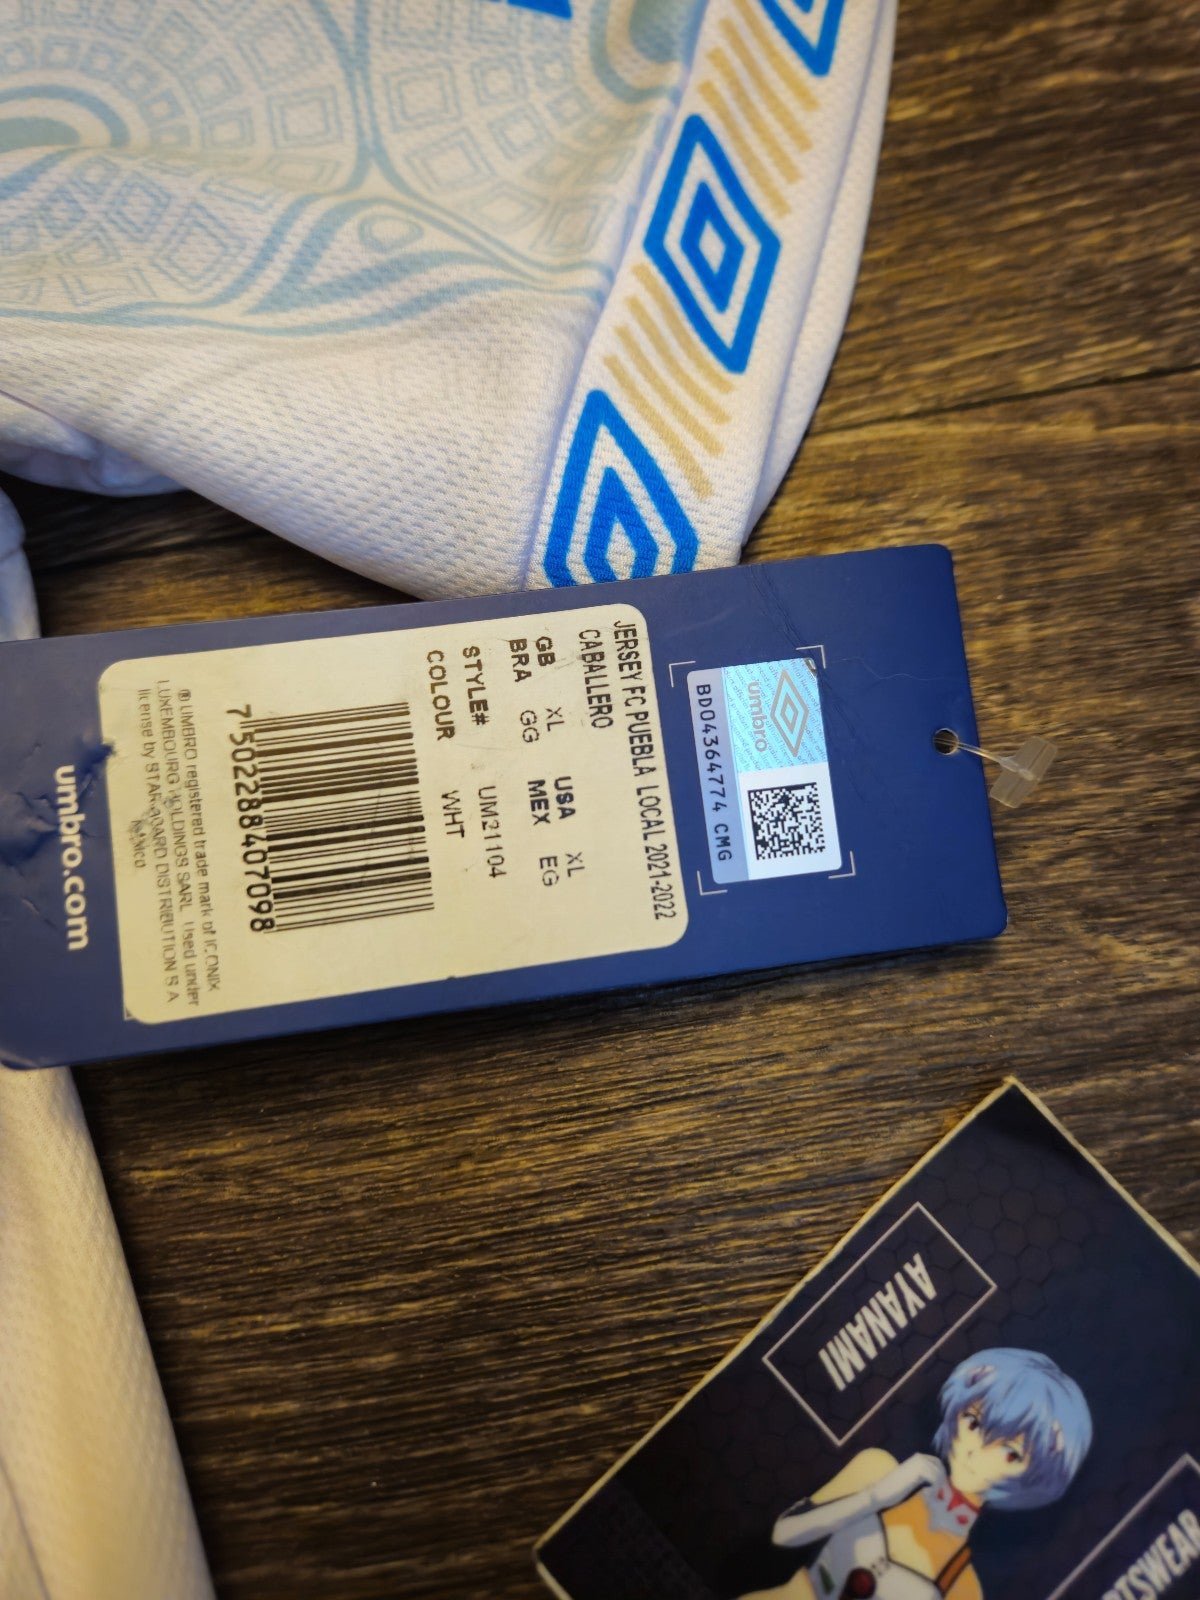 JERSEY FC PUEBLA LOCAL 2021-2022
CABALLERO
GB XL USA XL
BRA GG MEX EG
STYLE# UM21104
COLOUR WHT
7502288407098
® UMBRO registered trade mark of ICONIX
LUXEMBOURG HOLDINGS SARL. Used under
license by STAR BOARD DISTRIBUTION S A
umbro.com
umbro
BD04364774 CMG
AYANAMI